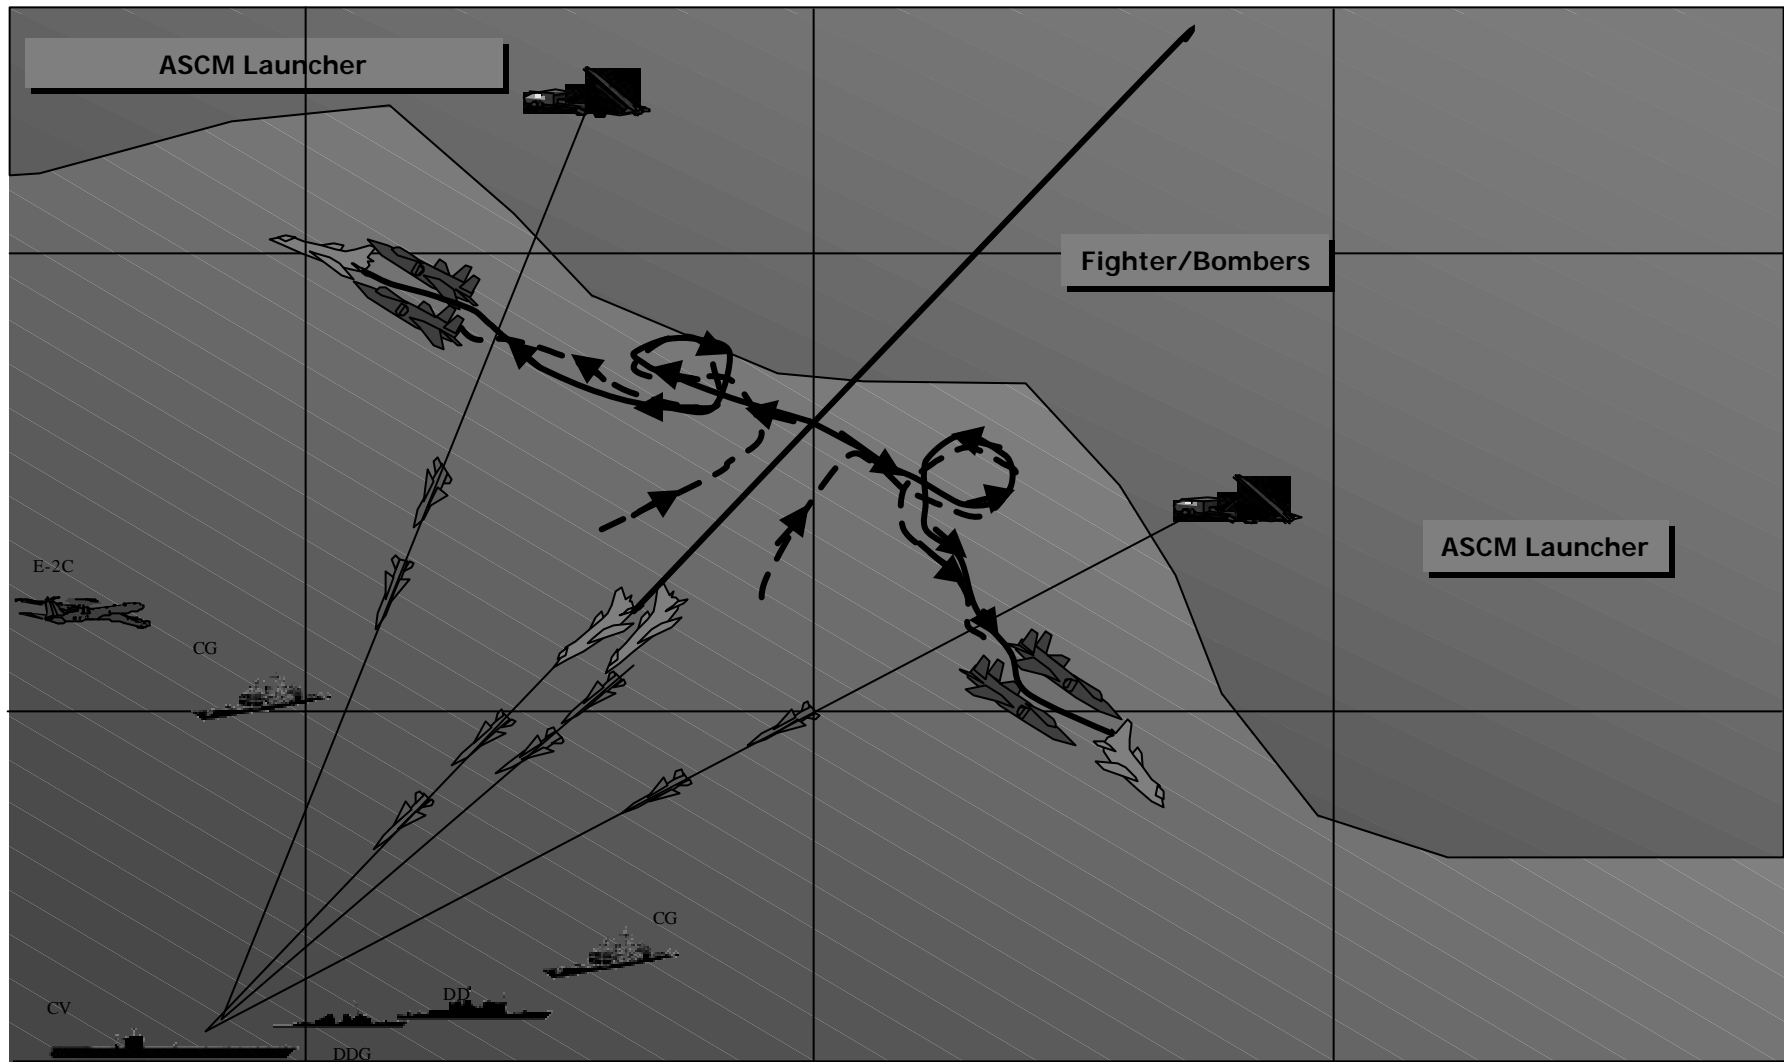 ASCM Launcher
Fighter/Bombers
ASCM Launcher
E-2C
CG
CG
DD
CV
DDG